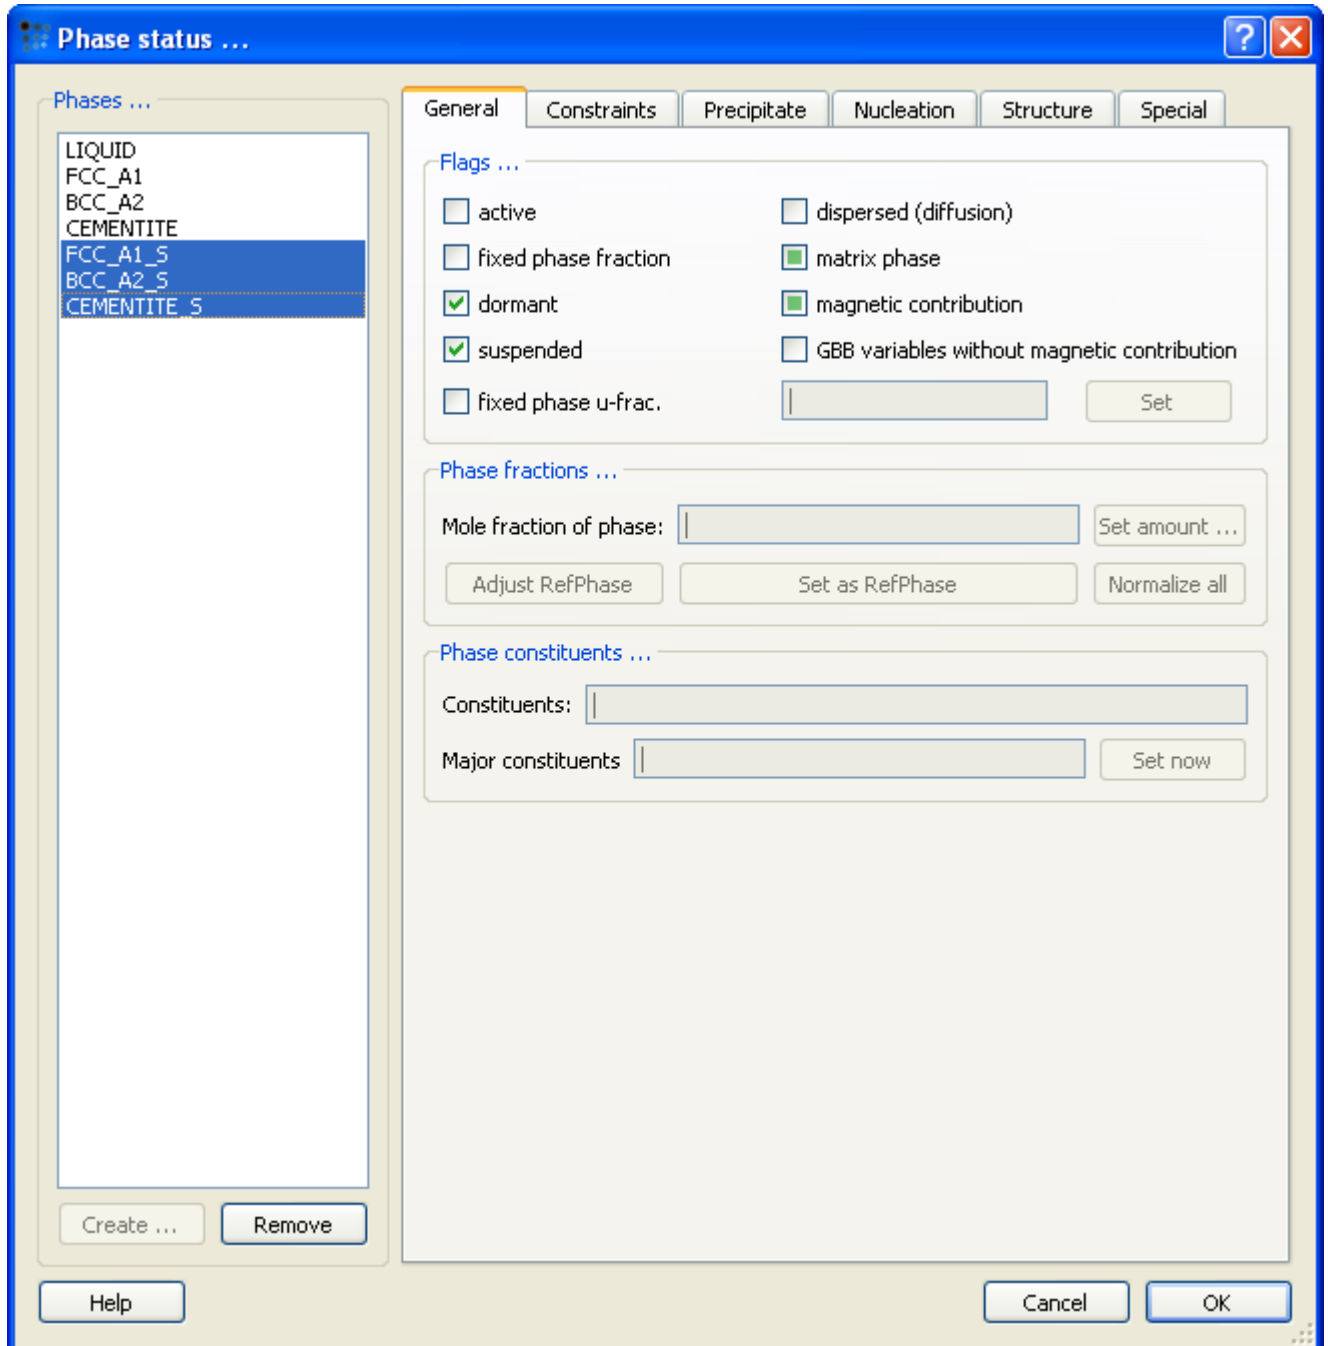 Phase status ...
Phases ...
LIQUID
FCC_A1
BCC_A2
CEMENTITE
FCC_A1_S
BCC_A2_S
CEMENTITE_S
Create ...
Remove
General Constraints Precipitate Nucleation Structure Special
Flags ...
active dispersed (diffusion)
fixed phase fraction matrix phase
dormant magnetic contribution
suspended GBB variables without magnetic contribution
fixed phase u-frac. Set
Phase fractions ...
Mole fraction of phase: Set amount ...
Adjust RefPhase Set as RefPhase Normalize all
Phase constituents ...
Constituents:
Major constituents Set now
Help Cancel OK